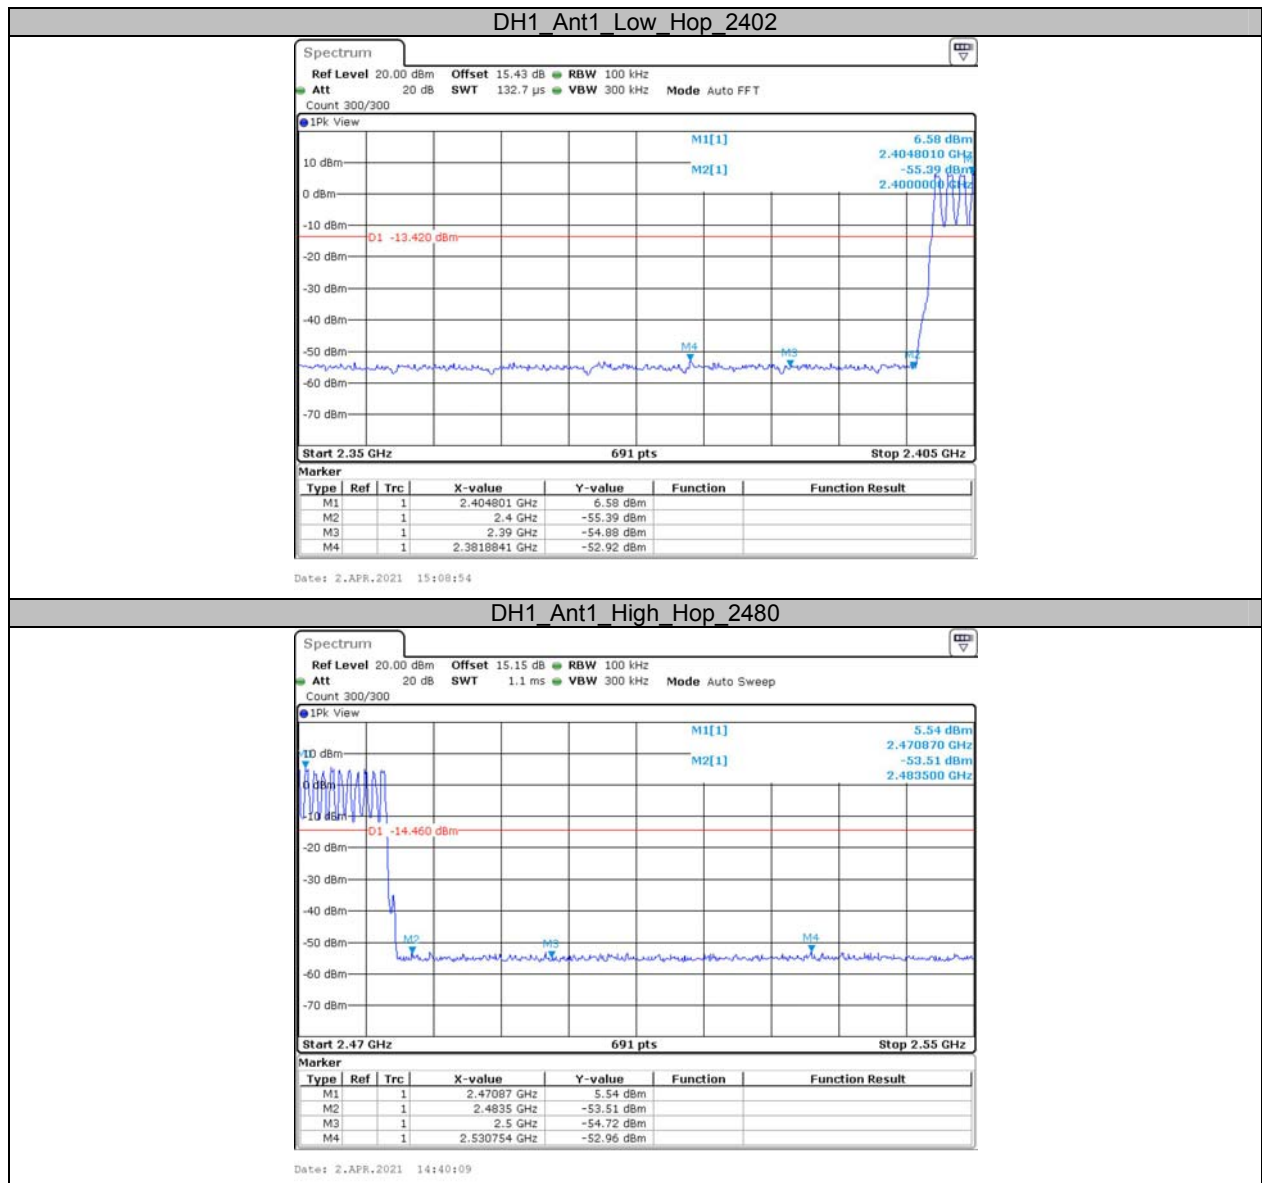 DH1_Ant1_Low_Hop_2402
Spectrum
Ref Level 20.00 dBm Offset 15.43 dB RBW 100 kHz
Att 20 dB SWT 132.7 µs VBW 300 kHz Mode Auto FFT
Count 300/300
1Pk View
M1[1] 6.58 dBm
2.4048010 GHz
10 dBm
M2[1] -55.39 dBm
2.4000000 GHz
0 dBm
-10 dBm
D1 -13.420 dBm
-20 dBm
-30 dBm
-40 dBm
M4
-50 dBm
M3
M2
-60 dBm
-70 dBm
Start 2.35 GHz 691 pts Stop 2.405 GHz
Marker
Type Ref Trc X-value Y-value Function Function Result
M1 1 2.404801 GHz 6.58 dBm
M2 1 2.4 GHz -55.39 dBm
M3 1 2.39 GHz -54.88 dBm
M4 1 2.3818841 GHz -52.92 dBm
Date: 2.APR.2021 15:08:54
DH1_Ant1_High_Hop_2480
Spectrum
Ref Level 20.00 dBm Offset 15.15 dB RBW 100 kHz
Att 20 dB SWT 1.1 ms VBW 300 kHz Mode Auto Sweep
Count 300/300
1Pk View
M1[1] 5.54 dBm
2.470870 GHz
10 dBm
M2[1] -53.51 dBm
2.483500 GHz
0 dBm
-10 dBm
D1 -14.460 dBm
-20 dBm
-30 dBm
-40 dBm
M2
M3
M4
-50 dBm
-60 dBm
-70 dBm
Start 2.47 GHz 691 pts Stop 2.55 GHz
Marker
Type Ref Trc X-value Y-value Function Function Result
M1 1 2.47087 GHz 5.54 dBm
M2 1 2.4835 GHz -53.51 dBm
M3 1 2.5 GHz -54.72 dBm
M4 1 2.530754 GHz -52.96 dBm
Date: 2.APR.2021 14:40:09